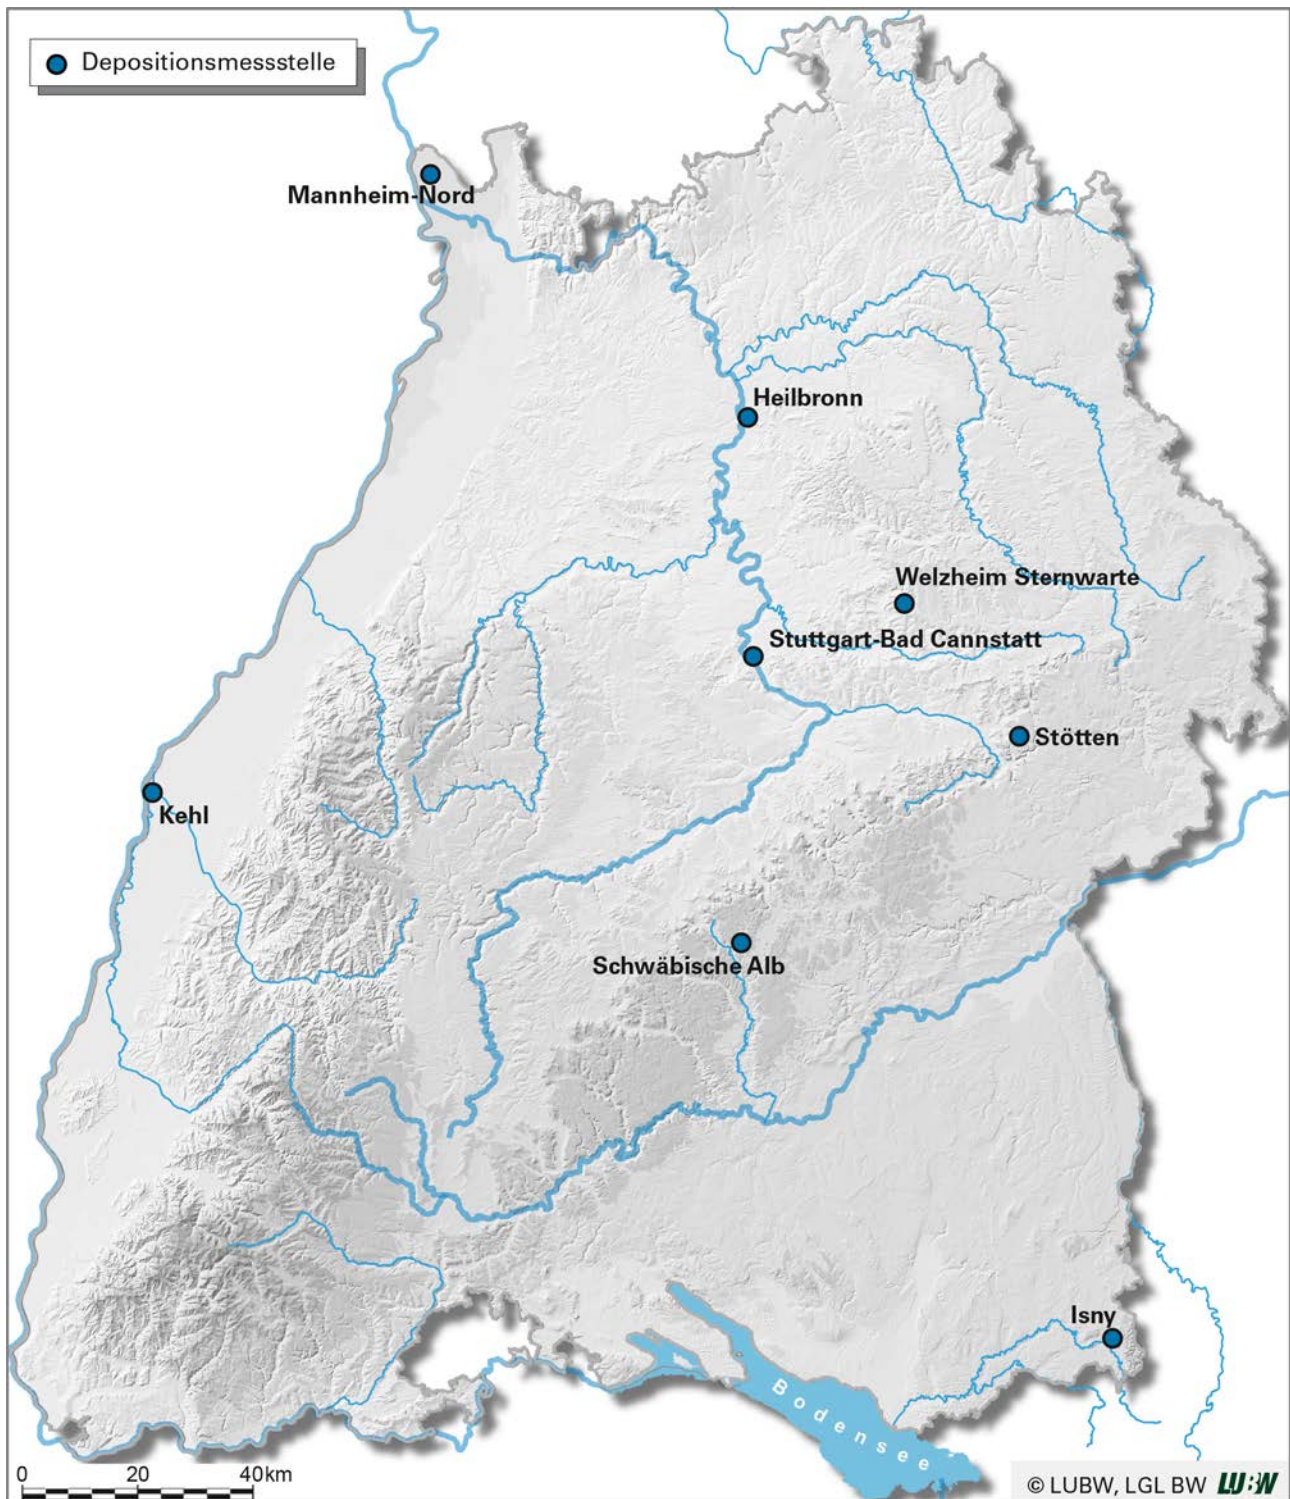 Depositionsmessstelle
Mannheim-Nord
Heilbronn
Welzheim Sternwarte
Stuttgart-Bad Cannstatt
Stötten
Kehl
Schwäbische Alb
Isny
Bodensee
0 20 40km
© LUBW, LGL BW LUBW